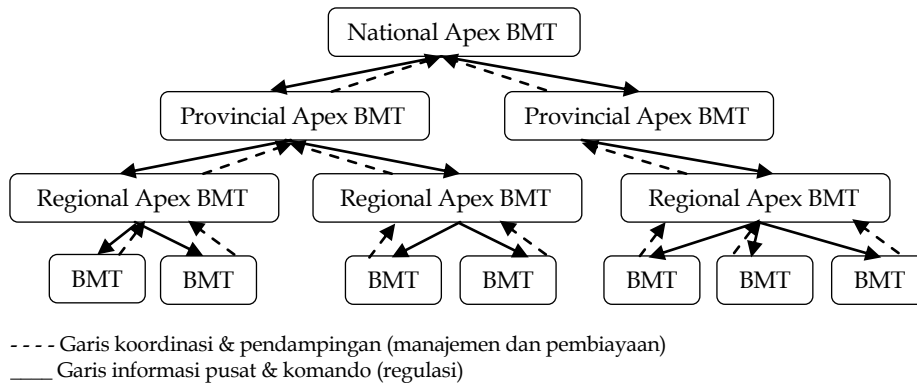 National Apex BMT
Provincial Apex BMT
Provincial Apex BMT
Regional Apex BMT
Regional Apex BMT
Regional Apex BMT
BMT
BMT
BMT
BMT
BMT
BMT
BMT
- - - - Garis koordinasi & pendampingan (manajemen dan pembiayaan)
____ Garis informasi pusat & komando (regulasi)